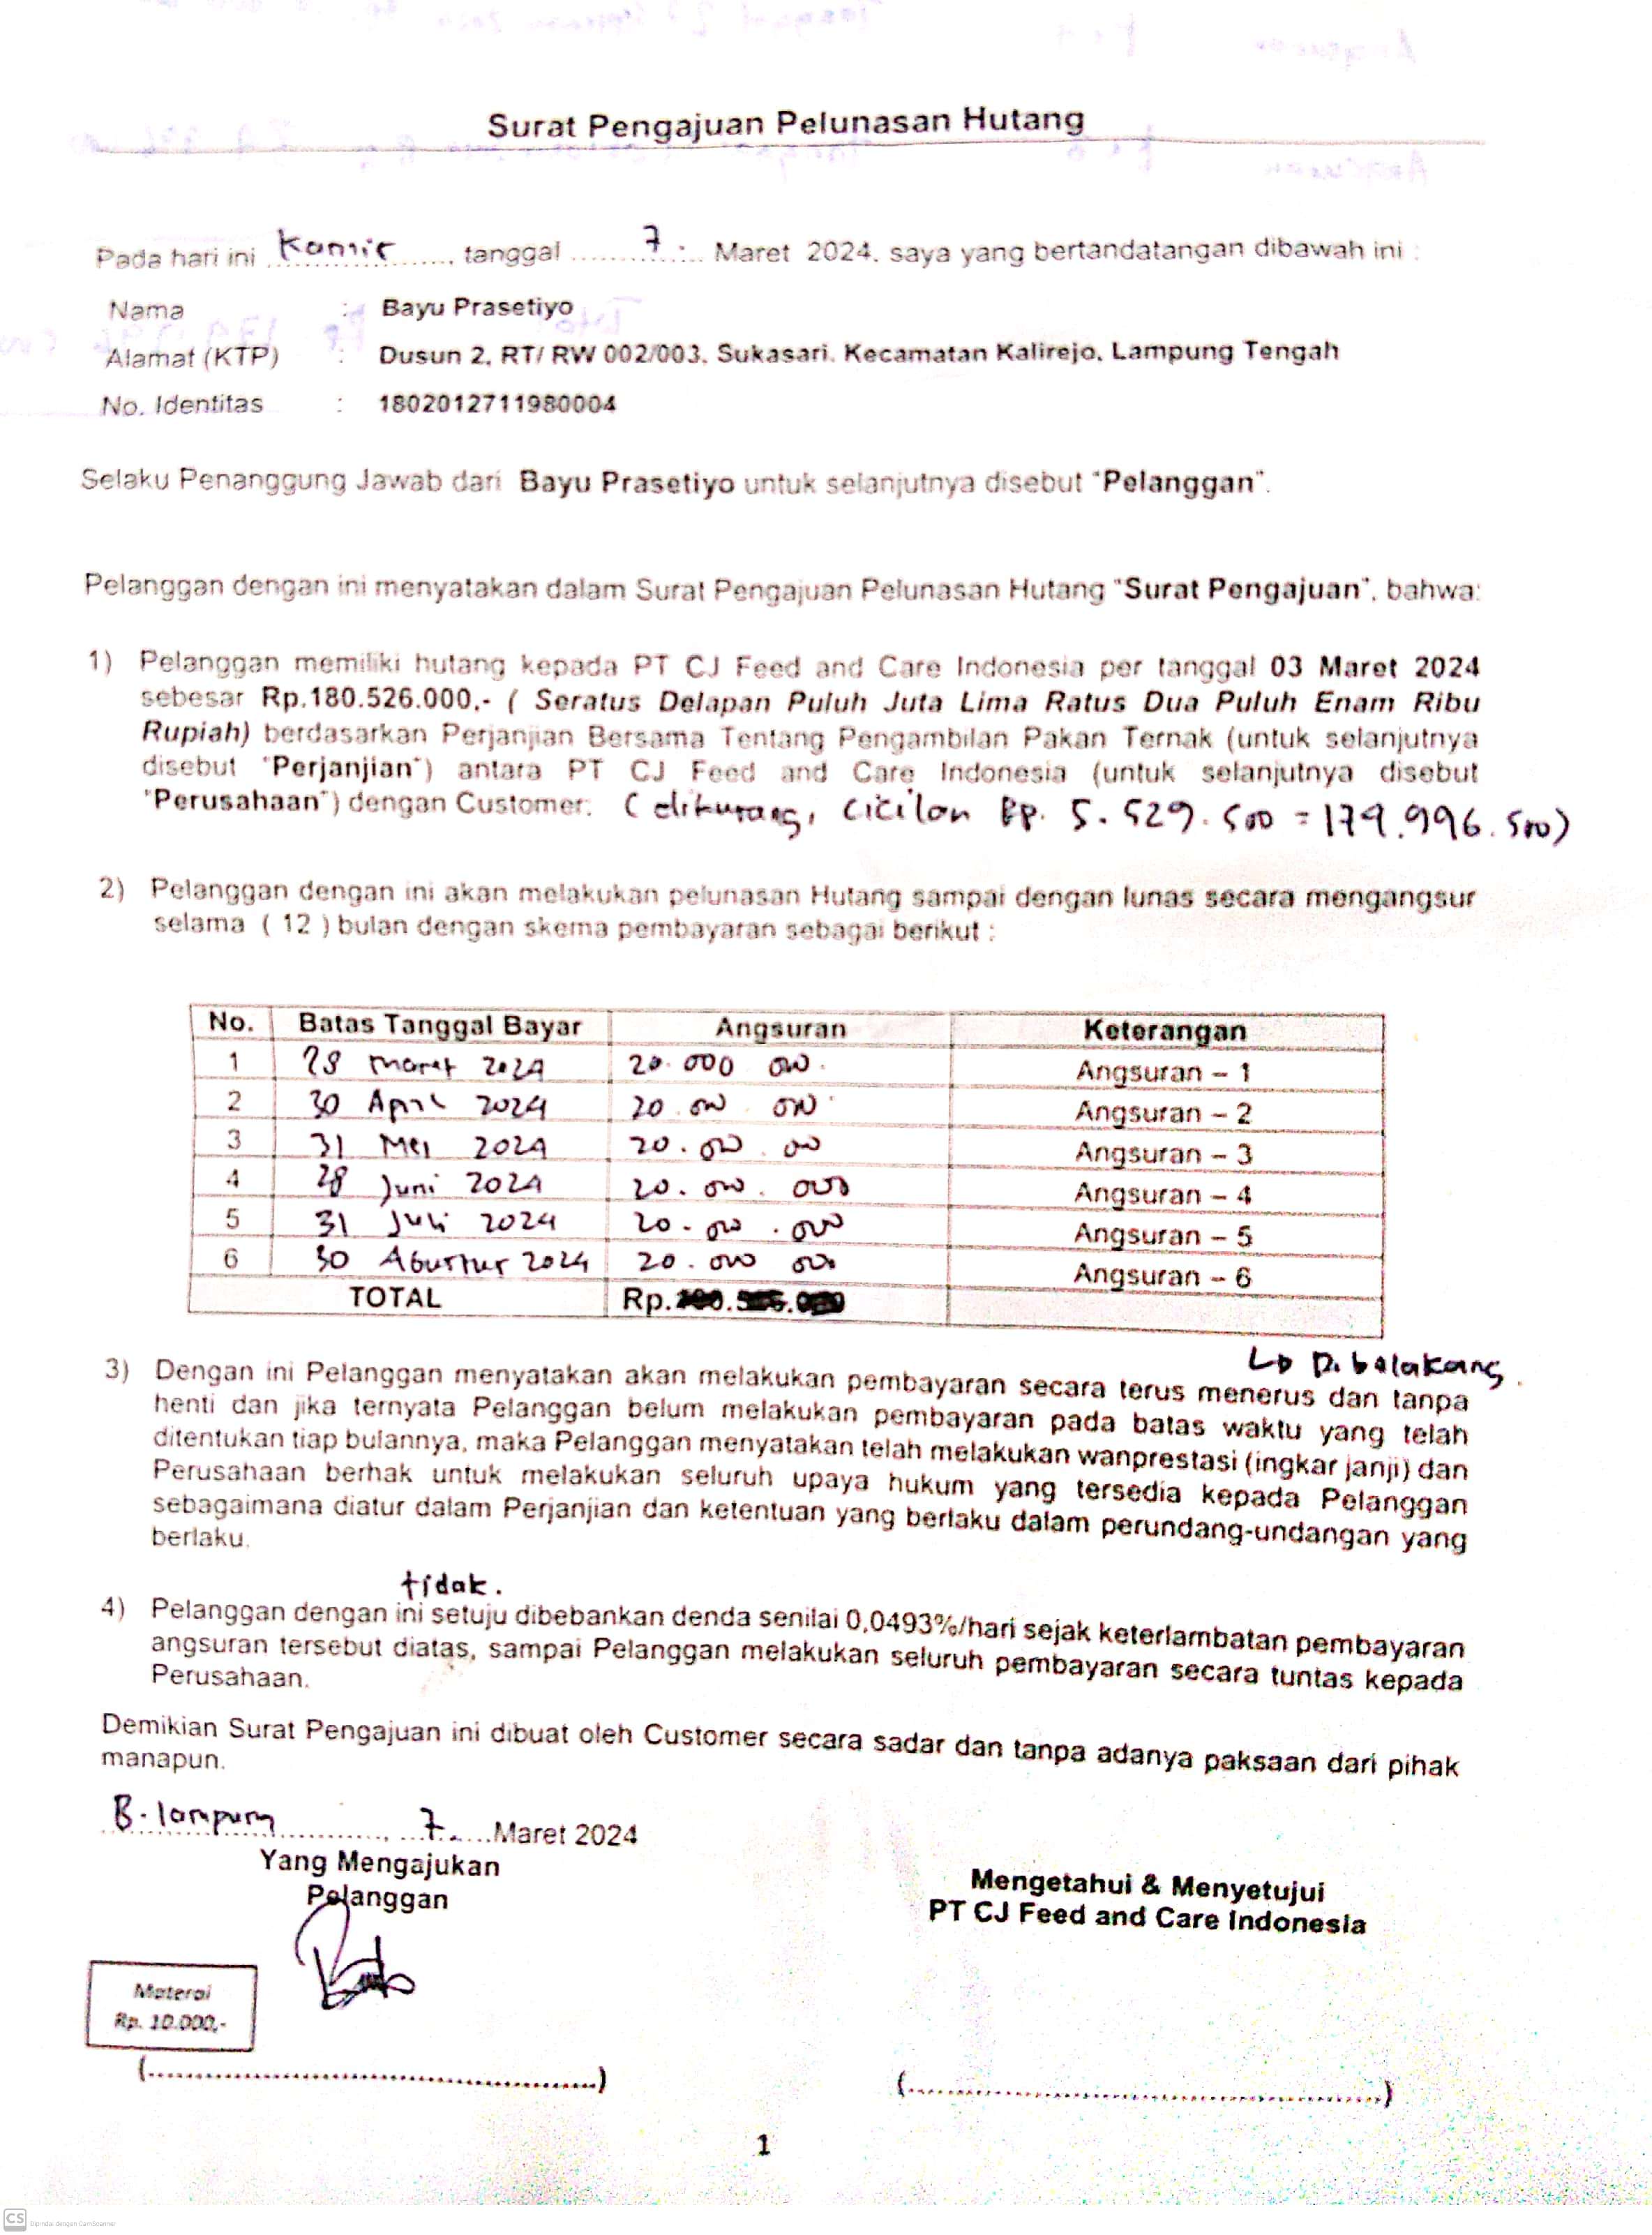 Surat Pengajuan Pelunasan Hutang
Pada hari ini Kamis, tanggal 7. Maret 2024. saya yang bertandatangan dibawah ini :
Nama : Bayu Prasetiyo
Alamat (KTP) : Dusun 2, RT/ RW 002/003. Sukasari. Kecamatan Kalirejo. Lampung Tengah
No. Identitas : 1802012711980004
Selaku Penanggung Jawab dari Bayu Prasetiyo untuk selanjutnya disebut "Pelanggan".
Pelanggan dengan ini menyatakan dalam Surat Pengajuan Pelunasan Hutang "Surat Pengajuan", bahwa:
1) Pelanggan memiliki hutang kepada PT CJ Feed and Care Indonesia per tanggal 03 Maret 2024
sebesar Rp.180.526.000,- ( Seratus Delapan Puluh Juta Lima Ratus Dua Puluh Enam Ribu
Rupiah) berdasarkan Perjanjian Bersama Tentang Pengambilan Pakan Ternak (untuk selanjutnya
disebut "Perjanjian") antara PT CJ Feed and Care Indonesia (untuk selanjutnya disebut
"Perusahaan") dengan Customer. ( dikurang, cicilan Rp. 5.529.500 = 174.996.500)
2) Pelanggan dengan ini akan melakukan pelunasan Hutang sampai dengan lunas secara mengangsur
selama ( 12 ) bulan dengan skema pembayaran sebagai berikut :
No. Batas Tanggal Bayar Angsuran Keterangan
1 28 Maret 2024 20.000 000. Angsuran – 1
2 30 April 2024 20.000 000 Angsuran – 2
3 31 Mei 2024 20.000.000 Angsuran – 3
4 28 Juni 2024 20.000.000 Angsuran – 4
5 31 Juli 2024 20.000.000 Angsuran – 5
6 30 Agustus 2024 20.000 000 Angsuran – 6
TOTAL Rp.
↳ Di balakang.
3) Dengan ini Pelanggan menyatakan akan melakukan pembayaran secara terus menerus dan tanpa
henti dan jika ternyata Pelanggan belum melakukan pembayaran pada batas waktu yang telah
ditentukan tiap bulannya, maka Pelanggan menyatakan telah melakukan wanprestasi (ingkar janji) dan
Perusahaan berhak untuk melakukan seluruh upaya hukum yang tersedia kepada Pelanggan
sebagaimana diatur dalam Perjanjian dan ketentuan yang berlaku dalam perundang-undangan yang
berlaku.
tidak.
4) Pelanggan dengan ini setuju dibebankan denda senilai 0,0493%/hari sejak keterlambatan pembayaran
angsuran tersebut diatas, sampai Pelanggan melakukan seluruh pembayaran secara tuntas kepada
Perusahaan.
Demikian Surat Pengajuan ini dibuat oleh Customer secara sadar dan tanpa adanya paksaan dari pihak
manapun.
B. lampung, 7. Maret 2024
Yang Mengajukan
Pelanggan
Mengetahui & Menyetujui
PT CJ Feed and Care Indonesia
Materai
Rp. 10.000,-
(..............................................)
(..............................................)
1
CS Dipindai dengan CamScanner